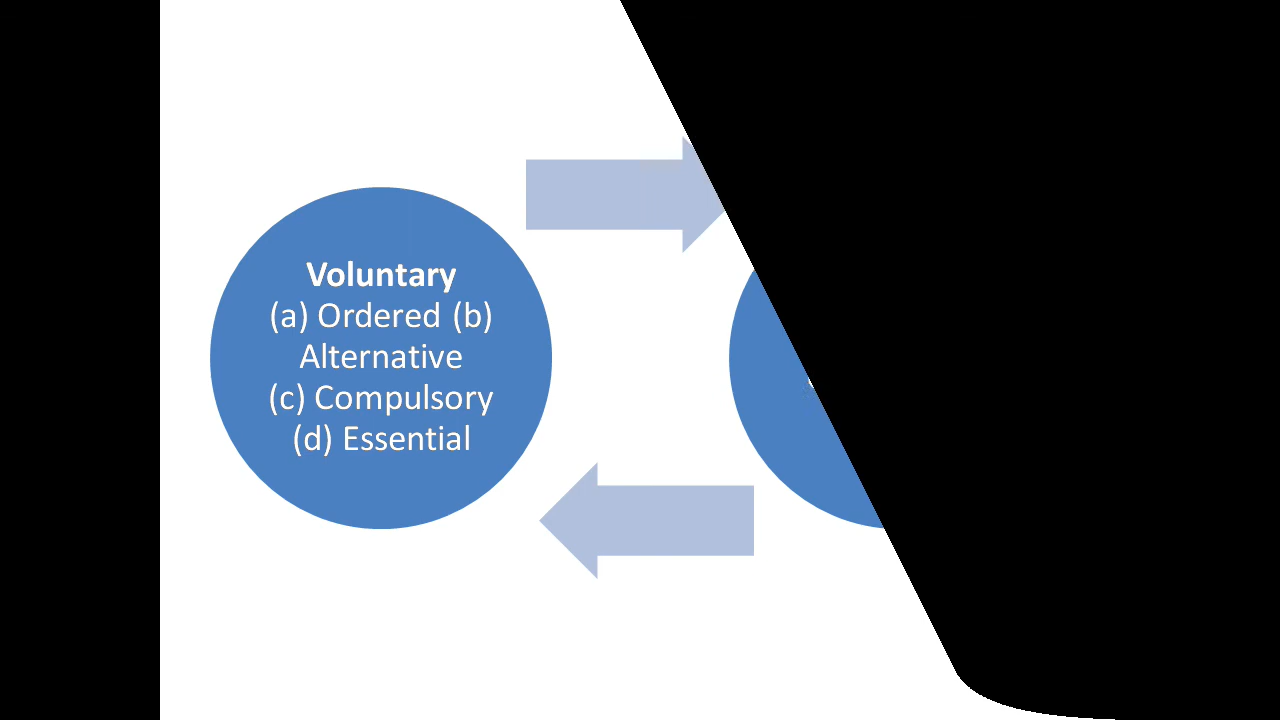 Voluntary
(a) Ordered (b)
Alternative
(c) Compulsory
(d) Essential